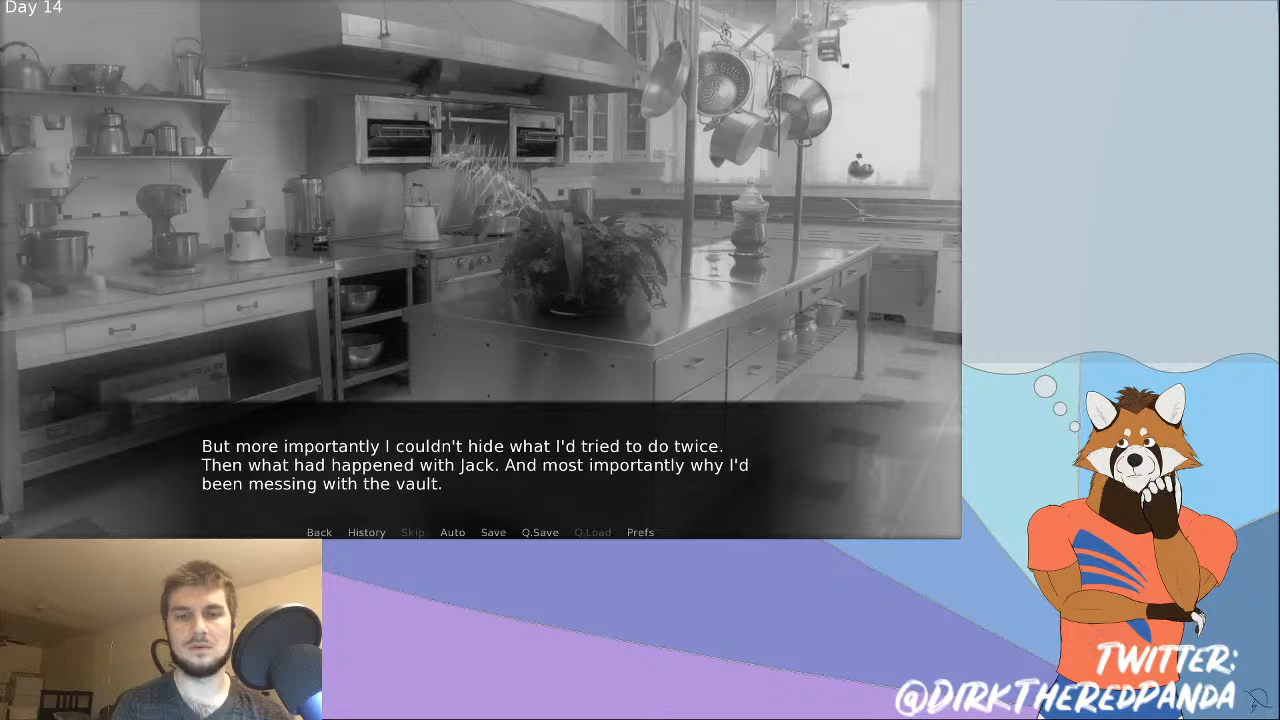 Day 14
But more importantly I couldn't hide what I'd tried to do twice.
Then what had happened with Jack. And most importantly why I'd
been messing with the vault.
Back History Skip Auto Save Q.Save Q.Load Prefs
TWITTER:
@DIRKTHEREDPANDA